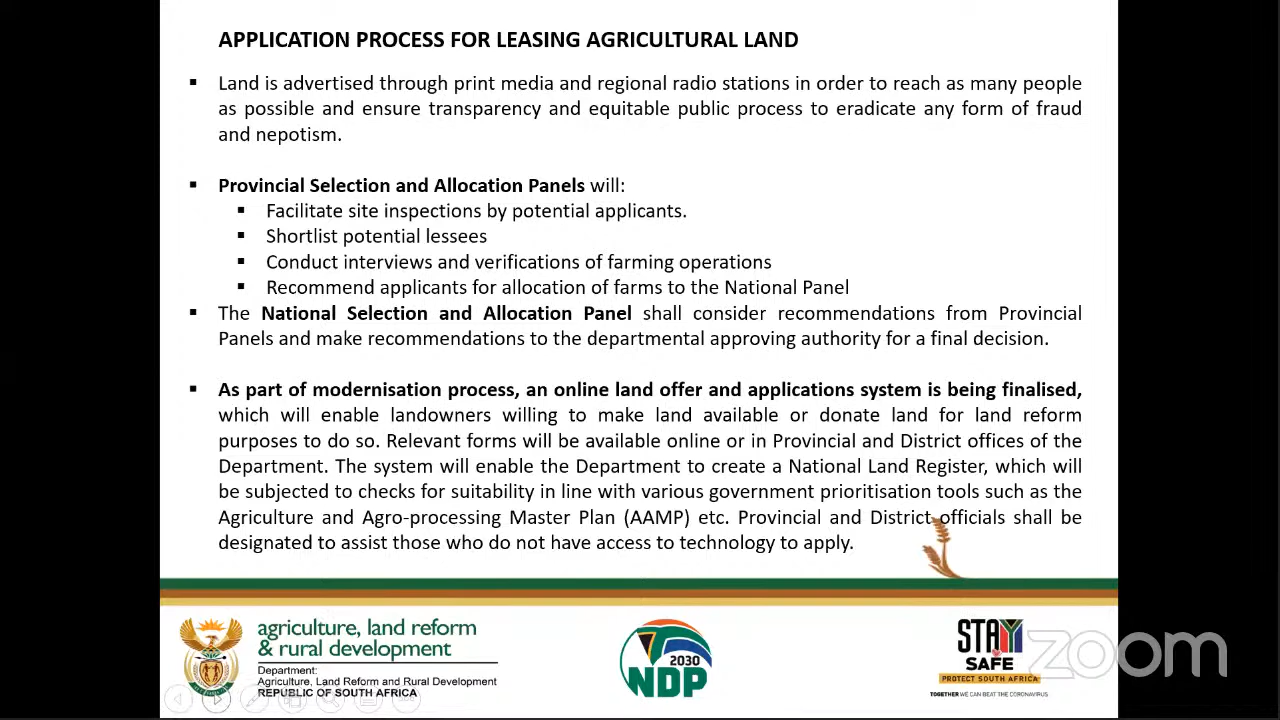 APPLICATION PROCESS FOR LEASING AGRICULTURAL LAND
▪ Land is advertised through print media and regional radio stations in order to reach as many people
as possible and ensure transparency and equitable public process to eradicate any form of fraud
and nepotism.
▪ Provincial Selection and Allocation Panels will:
▪ Facilitate site inspections by potential applicants.
▪ Shortlist potential lessees
▪ Conduct interviews and verifications of farming operations
▪ Recommend applicants for allocation of farms to the National Panel
▪ The National Selection and Allocation Panel shall consider recommendations from Provincial
Panels and make recommendations to the departmental approving authority for a final decision.
▪ As part of modernisation process, an online land offer and applications system is being finalised,
which will enable landowners willing to make land available or donate land for land reform
purposes to do so. Relevant forms will be available online or in Provincial and District offices of the
Department. The system will enable the Department to create a National Land Register, which will
be subjected to checks for suitability in line with various government prioritisation tools such as the
Agriculture and Agro-processing Master Plan (AAMP) etc. Provincial and District officials shall be
designated to assist those who do not have access to technology to apply.
agriculture, land reform
& rural development
Department:
Agriculture, Land Reform and Rural Development
REPUBLIC OF SOUTH AFRICA
2030
NDP
STAY
SAFE
PROTECT SOUTH AFRICA
TOGETHER WE CAN BEAT THE CORONAVIRUS
zoom